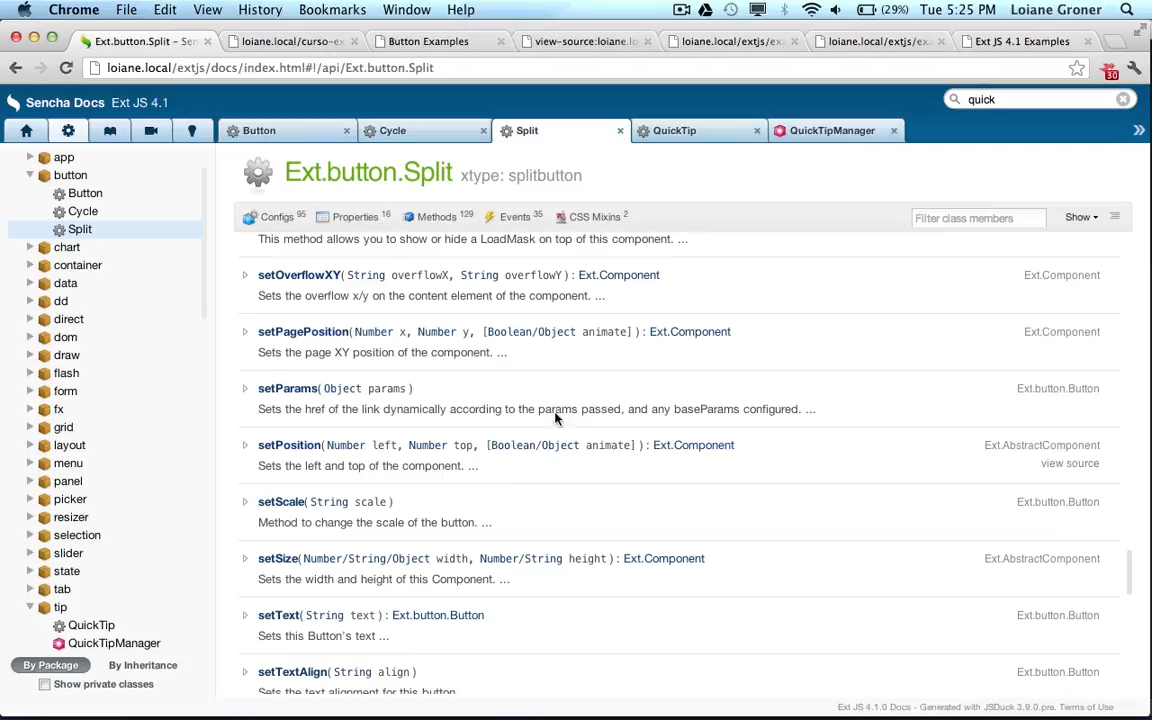 Chrome File Edit View History Bookmarks Window Help (29%) Tue 5:25 PM Loiane Groner
Ext.button.Split – Sen loiane.local/curso-ex Button Examples view-source:loiane.lo loiane.local/extjs/ex loiane.local/extjs/ex Ext JS 4.1 Examples
loiane.local/extjs/docs/index.html#!/api/Ext.button.Split 30
Sencha Docs Ext JS 4.1 quick
Button Cycle Split QuickTip QuickTipManager »
app
button
Button
Cycle
Split
chart
container
data
dd
direct
dom
draw
flash
form
fx
grid
layout
menu
panel
picker
resizer
selection
slider
state
tab
tip
QuickTip
QuickTipManager
By Package By Inheritance
Show private classes
Ext.button.Split xtype: splitbutton
Configs 95 Properties 16 Methods 129 Events 35 CSS Mixins 2 Filter class members Show
This method allows you to show or hide a LoadMask on top of this component. ...
setOverflowXY( String overflowX, String overflowY ) : Ext.Component Ext.Component
Sets the overflow x/y on the content element of the component. ...
setPagePosition( Number x, Number y, [Boolean/Object animate] ) : Ext.Component Ext.Component
Sets the page XY position of the component. ...
setParams( Object params ) Ext.button.Button
Sets the href of the link dynamically according to the params passed, and any baseParams configured. ...
setPosition( Number left, Number top, [Boolean/Object animate] ) : Ext.Component Ext.AbstractComponent
Sets the left and top of the component. ... view source
setScale( String scale ) Ext.button.Button
Method to change the scale of the button. ...
setSize( Number/String/Object width, Number/String height ) : Ext.Component Ext.AbstractComponent
Sets the width and height of this Component. ...
setText( String text ) : Ext.button.Button Ext.button.Button
Sets this Button's text ...
setTextAlign( String align ) Ext.button.Button
Sets the text alignment for this button.
Ext JS 4.1.0 Docs - Generated with JSDuck 3.9.0.pre. Terms of Use